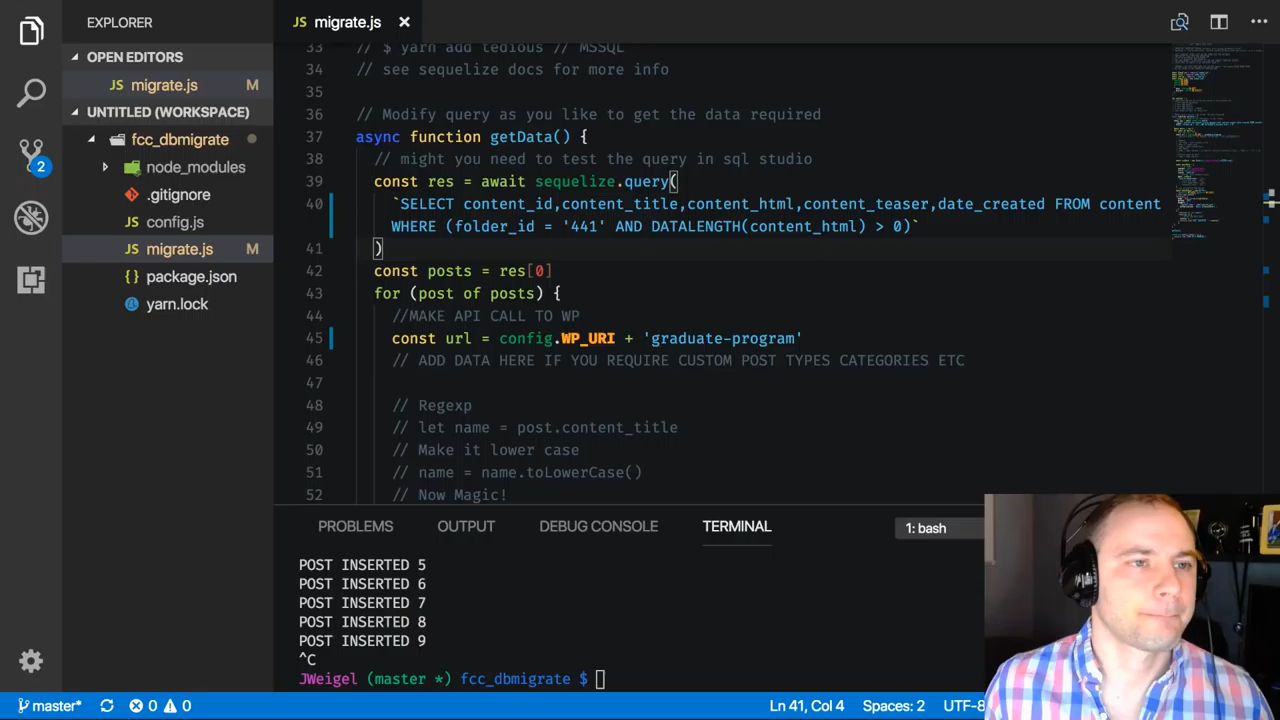 EXPLORER
OPEN EDITORS
JS migrate.js M
UNTITLED (WORKSPACE)
fcc_dbmigrate
node_modules
.gitignore
JS config.js
JS migrate.js M
{·} package.json
yarn.lock
2
JS migrate.js ×
33 // $ yarn add tedious // MSSQL
34 // see sequelize docs for more info
35
36 // Modify query as you like to get the data required
37 async function getData() {
38 // might you need to test the query in sql studio
39 const res = await sequelize.query(
40 `SELECT content_id,content_title,content_html,content_teaser,date_created FROM content
WHERE (folder_id = '441' AND DATALENGTH(content_html) > 0)`
41 )
42 const posts = res[0]
43 for (post of posts) {
44 //MAKE API CALL TO WP
45 const url = config.WP_URI + 'graduate-program'
46 // ADD DATA HERE IF YOU REQUIRE CUSTOM POST TYPES CATEGORIES ETC
47
48 // Regexp
49 // let name = post.content_title
50 // Make it lower case
51 // name = name.toLowerCase()
52 // Now Magic!
PROBLEMS OUTPUT DEBUG CONSOLE TERMINAL 1: bash
POST INSERTED 5
POST INSERTED 6
POST INSERTED 7
POST INSERTED 8
POST INSERTED 9
^C
JWeigel (master *) fcc_dbmigrate $
master* 0 0 Ln 41, Col 4 Spaces: 2 UTF-8